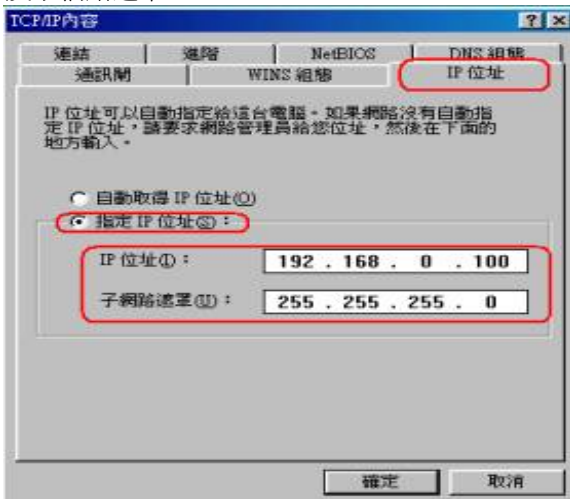 TCP/IP內容
連結
進階
NetBIOS
DNS 組態
通訊閘
WINS 組態
IP 位址
IP 位址可以自動指定給這台電腦。如果網路沒有自動指
定 IP 位址，請要求網路管理員給您位址，然後在下面的
地方輸入。
自動取得 IP 位址(O)
指定 IP 位址(S)：
IP 位址(I)： 192 . 168 . 0 . 100
子網路遮罩(U)： 255 . 255 . 255 . 0
確定
取消